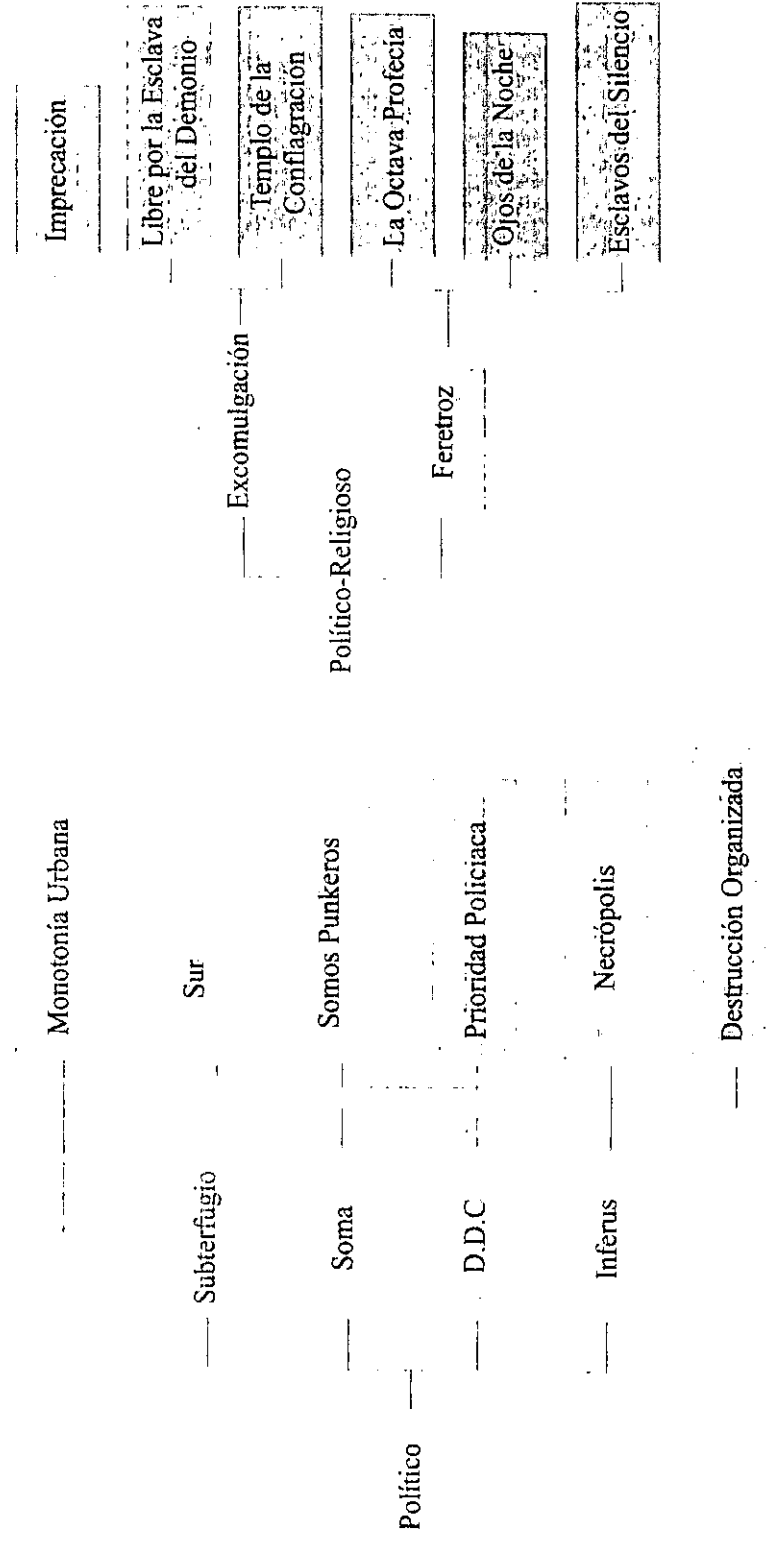 Político
Subterfugio
Soma
D.D.C
Inferus
Monotonía Urbana
Sur
Somos Punkeros
Prioridad Policiaca
Necrópolis
Destrucción Organizada
Político-Religioso
Excomulgación
Feretroz
Imprecación
Libre por la Esclava
del Demonio
Templo de la
Conflagración
La Octava Profecía
Ojos de la Noche
Esclavos del Silencio